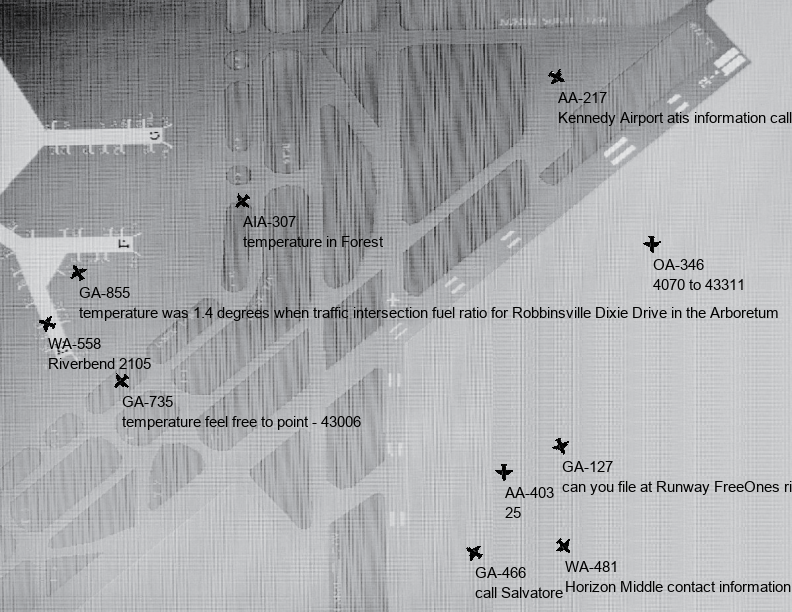 AA-217
Kennedy Airport atis information call
AIA-307
temperature in Forest
OA-346
4070 to 43311
GA-855
temperature was 1.4 degrees when traffic intersection fuel ratio for Robbinsville Dixie Drive in the Arboretum
WA-558
Riverbend 2105
GA-735
temperature feel free to point - 43006
GA-127
can you file at Runway FreeOnes ri
AA-403
25
GA-466
call Salvatore
WA-481
Horizon Middle contact information